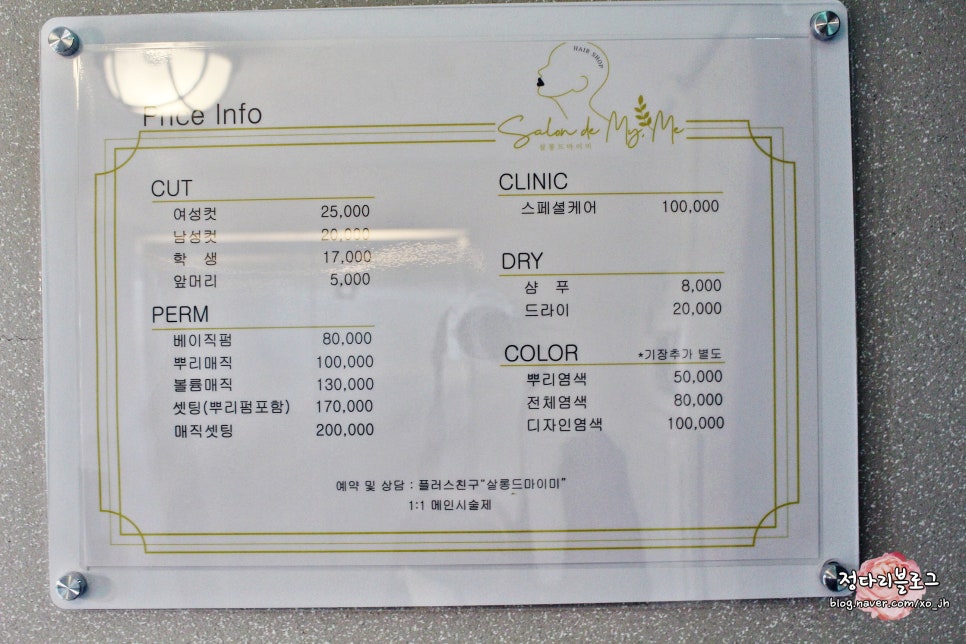 Price Info
HAIR SHOP
Salon de My, Me
살롱드마이미
CUT
여성컷 25,000
남성컷 20,000
학 생 17,000
앞머리 5,000
PERM
베이직펌 80,000
뿌리매직 100,000
볼륨매직 130,000
셋팅(뿌리펌포함) 170,000
매직셋팅 200,000
CLINIC
스페셜케어 100,000
DRY
샴 푸 8,000
드라이 20,000
COLOR *기장추가 별도
뿌리염색 50,000
전체염색 80,000
디자인염색 100,000
예약 및 상담 : 플러스친구"살롱드마이미"
1:1 메인시술제
정다리블로그
blog.naver.com/xo_jh